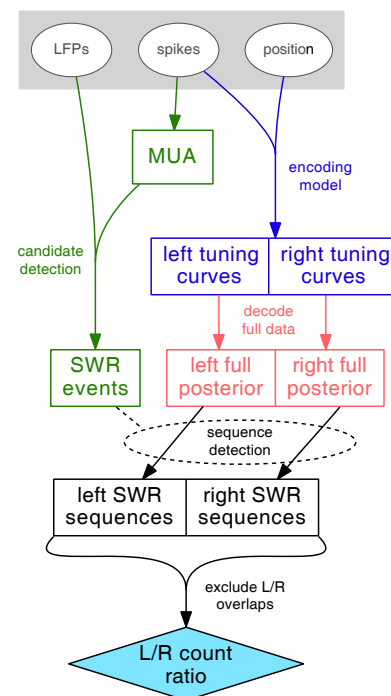 LFPs
spikes
position
MUA
encoding
model
candidate
detection
left tuning
curves
right tuning
curves
decode
full data
SWR
events
left full
posterior
right full
posterior
sequence
detection
left SWR
sequences
right SWR
sequences
exclude L/R
overlaps
L/R count
ratio